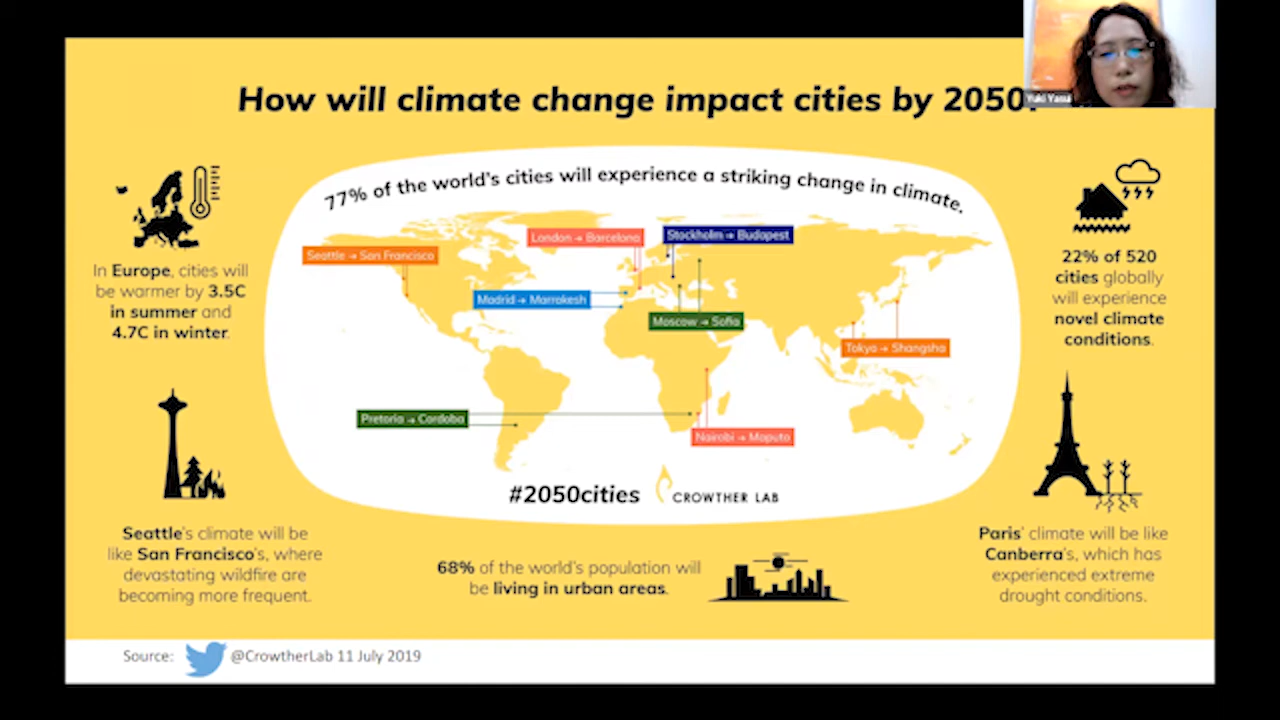 How will climate change impact cities by 2050?
Yuki Yama
77% of the world's cities will experience a striking change in climate.
London → Barcelona
Stockholm → Budapest
Seattle → San Francisco
Madrid → Marrakesh
Moscow → Sofia
Tokyo → Shangsha
Pretoria → Cordoba
Nairobi → Maputo
#2050cities
CROWTHER LAB
In Europe, cities will
be warmer by 3.5C
in summer and
4.7C in winter.
22% of 520
cities globally
will experience
novel climate
conditions.
Seattle's climate will be
like San Francisco's, where
devastating wildfire are
becoming more frequent.
68% of the world's population will
be living in urban areas.
Paris' climate will be like
Canberra's, which has
experienced extreme
drought conditions.
Source: @CrowtherLab 11 July 2019